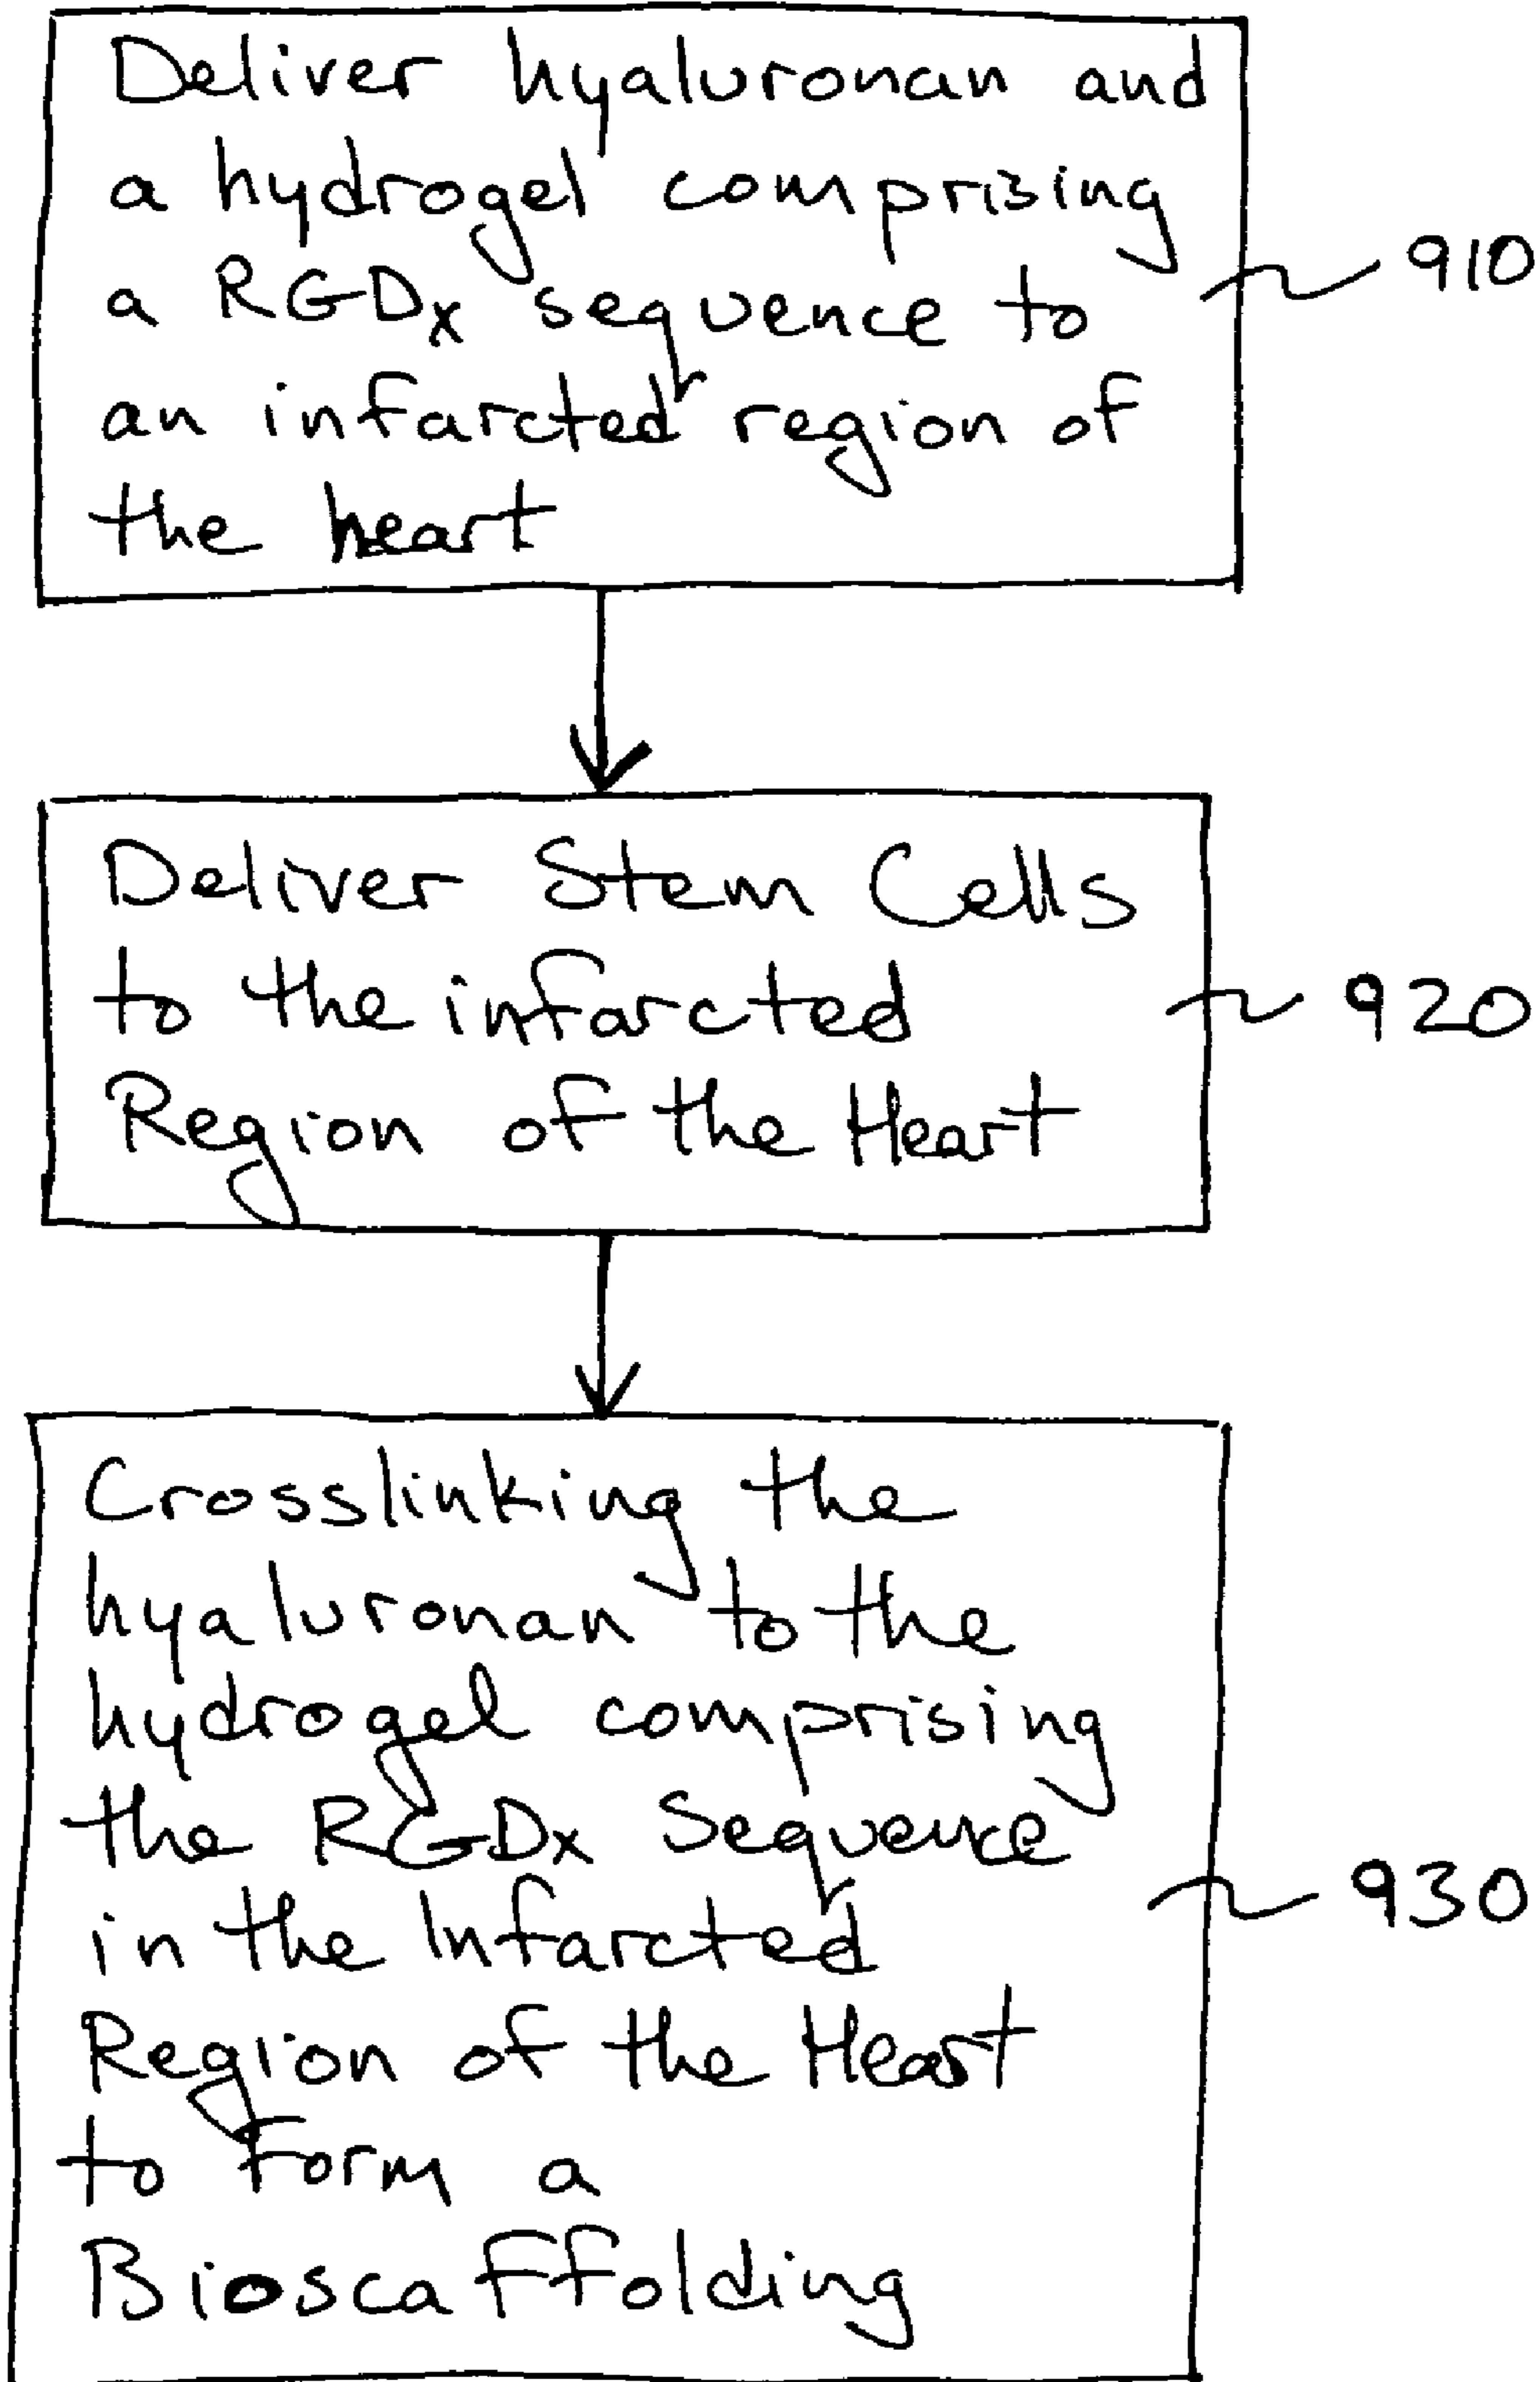 Deliver hyaluronan and
a hydrogel comprising
a RGDx sequence to
an infarcted region of
the heart
910
Deliver Stem Cells
to the infarcted
Region of the Heart
920
Crosslinking the
hyaluronan to the
hydrogel comprising
the RGDx Sequence
in the Infarcted
Region of the Heart
to Form a
Bioscaffolding
930